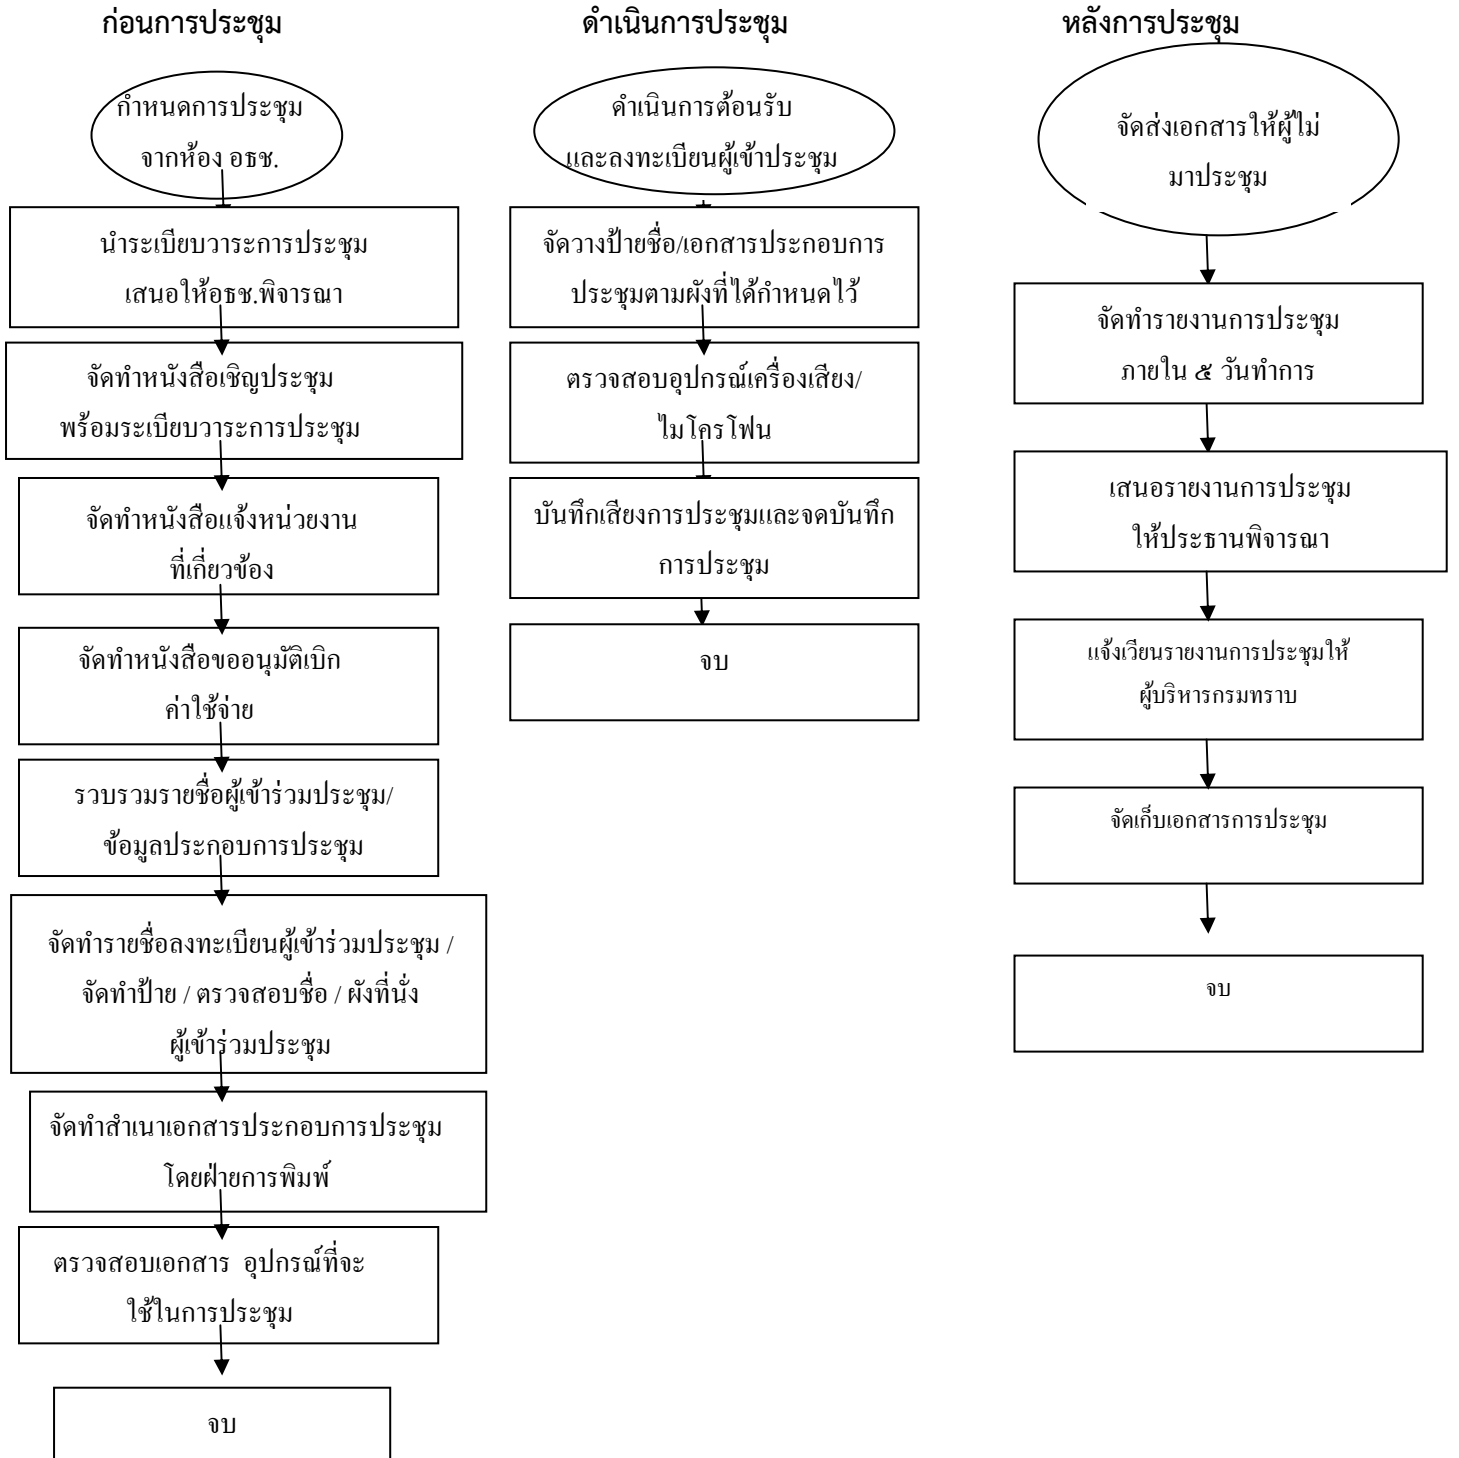 ก่อนการประชุม
กำหนดการประชุม
จากห้อง อธช.
นำระเบียบวาระการประชุม
เสนอให้อธช.พิจารณา
จัดทำหนังสือเชิญประชุม
พร้อมระเบียบวาระการประชุม
จัดทำหนังสือแจ้งหน่วยงาน
ที่เกี่ยวข้อง
จัดทำหนังสือขออนุมัติเบิก
ค่าใช้จ่าย
รวบรวมรายชื่อผู้เข้าร่วมประชุม/
ข้อมูลประกอบการประชุม
จัดทำรายชื่อลงทะเบียนผู้เข้าร่วมประชุม /
จัดทำป้าย / ตรวจสอบชื่อ / ผังที่นั่ง
ผู้เข้าร่วมประชุม
จัดทำสำเนาเอกสารประกอบการประชุม
โดยฝ่ายการพิมพ์
ตรวจสอบเอกสาร อุปกรณ์ที่จะ
ใช้ในการประชุม
จบ
ดำเนินการประชุม
ดำเนินการต้อนรับ
และลงทะเบียนผู้เข้าประชุม
จัดวางป้ายชื่อ/เอกสารประกอบการ
ประชุมตามผังที่ได้กำหนดไว้
ตรวจสอบอุปกรณ์เครื่องเสียง/
ไมโครโฟน
บันทึกเสียงการประชุมและจดบันทึก
การประชุม
จบ
หลังการประชุม
จัดส่งเอกสารให้ผู้ไม่
มาประชุม
จัดทำรายงานการประชุม
ภายใน ๕ วันทำการ
เสนอรายงานการประชุม
ให้ประธานพิจารณา
แจ้งเวียนรายงานการประชุมให้
ผู้บริหารกรมทราบ
จัดเก็บเอกสารการประชุม
จบ